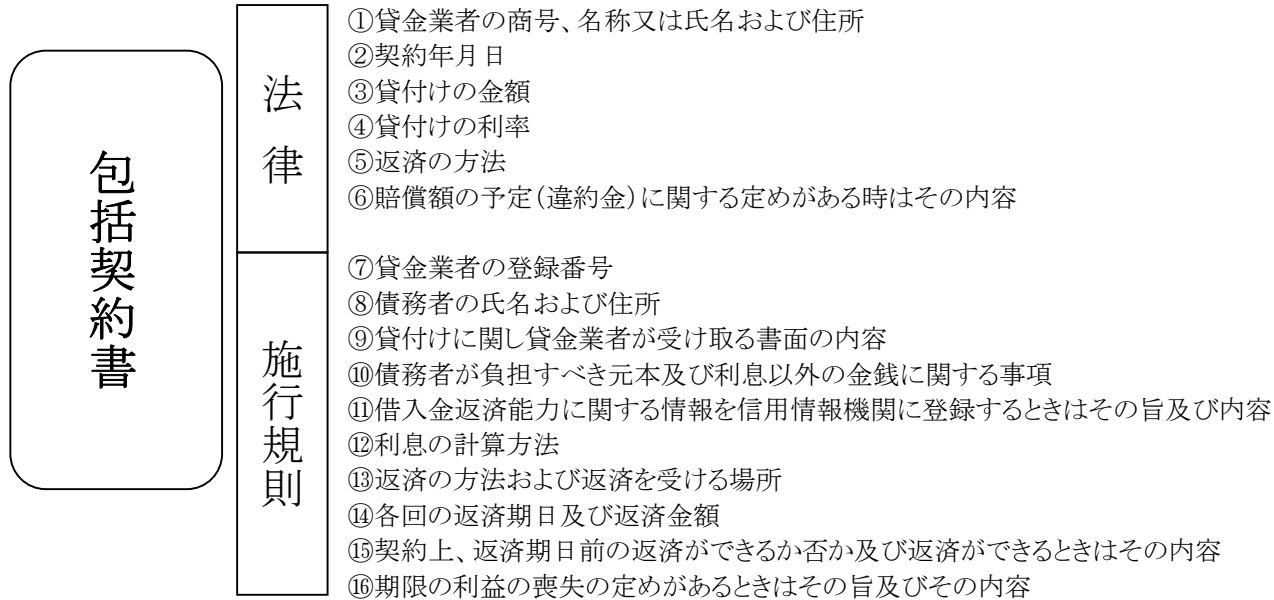 包括契約書
法律
①貸金業者の商号、名称又は氏名および住所
②契約年月日
③貸付けの金額
④貸付けの利率
⑤返済の方法
⑥賠償額の予定（違約金）に関する定めがある時はその内容
施行規則
⑦貸金業者の登録番号
⑧債務者の氏名および住所
⑨貸付けに関し貸金業者が受け取る書面の内容
⑩債務者が負担すべき元本及び利息以外の金銭に関する事項
⑪借入金返済能力に関する情報を信用情報機関に登録するときはその旨及び内容
⑫利息の計算方法
⑬返済の方法および返済を受ける場所
⑭各回の返済期日及び返済金額
⑮契約上、返済期日前の返済ができるか否か及び返済ができるときはその内容
⑯期限の利益の喪失の定めがあるときはその旨及びその内容